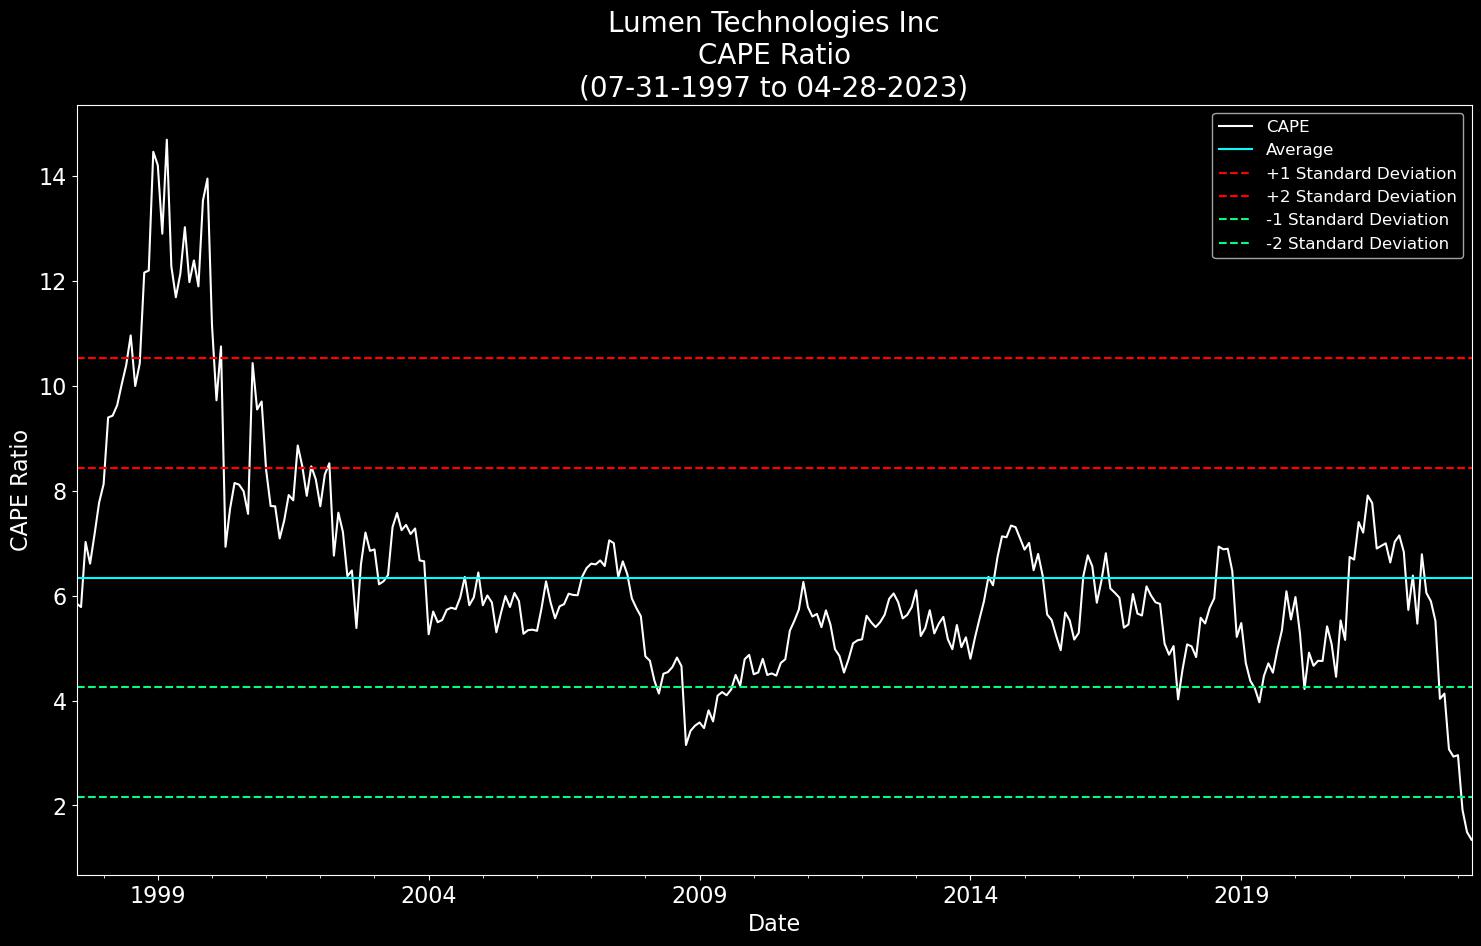 Lumen Technologies Inc
CAPE Ratio
(07-31-1997 to 04-28-2023)
CAPE
Average
+1 Standard Deviation
+2 Standard Deviation
-1 Standard Deviation
-2 Standard Deviation
CAPE Ratio
14
12
10
8
6
4
2
1999
2004
2009
2014
2019
Date